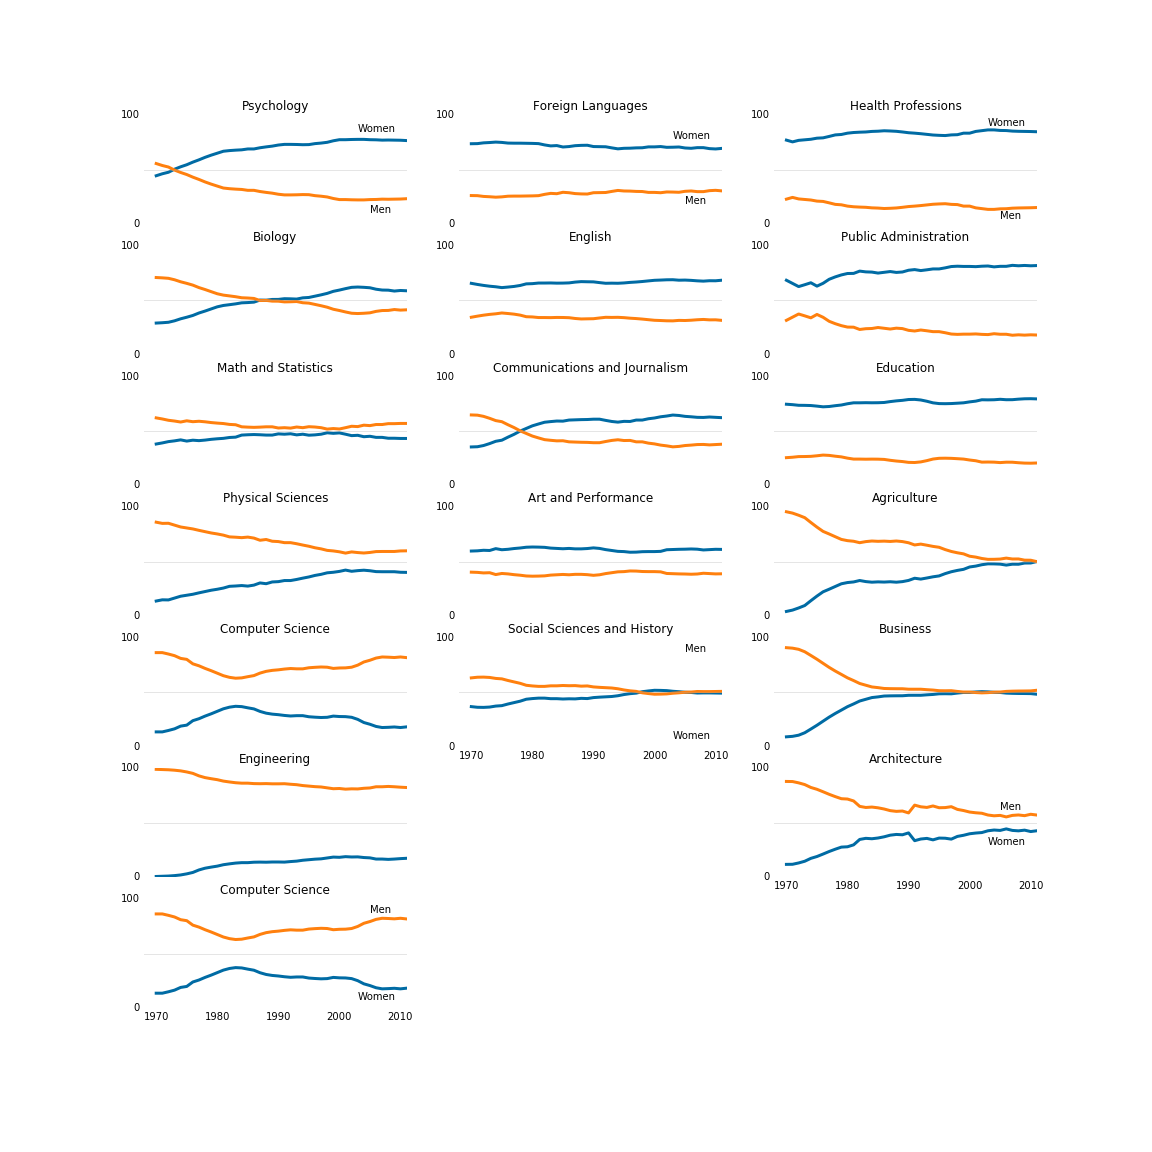 Psychology
100
Women
Men
0
Foreign Languages
100
Women
Men
0
Health Professions
100
Women
Men
0
Biology
100
0
English
100
0
Public Administration
100
0
Math and Statistics
100
0
Communications and Journalism
100
0
Education
100
0
Physical Sciences
100
0
Art and Performance
100
0
Agriculture
100
0
Computer Science
100
0
Social Sciences and History
100
Men
Women
0
1970 1980 1990 2000 2010
Business
100
0
Engineering
100
0
Architecture
100
Men
Women
0
1970 1980 1990 2000 2010
Computer Science
100
Men
Women
0
1970 1980 1990 2000 2010